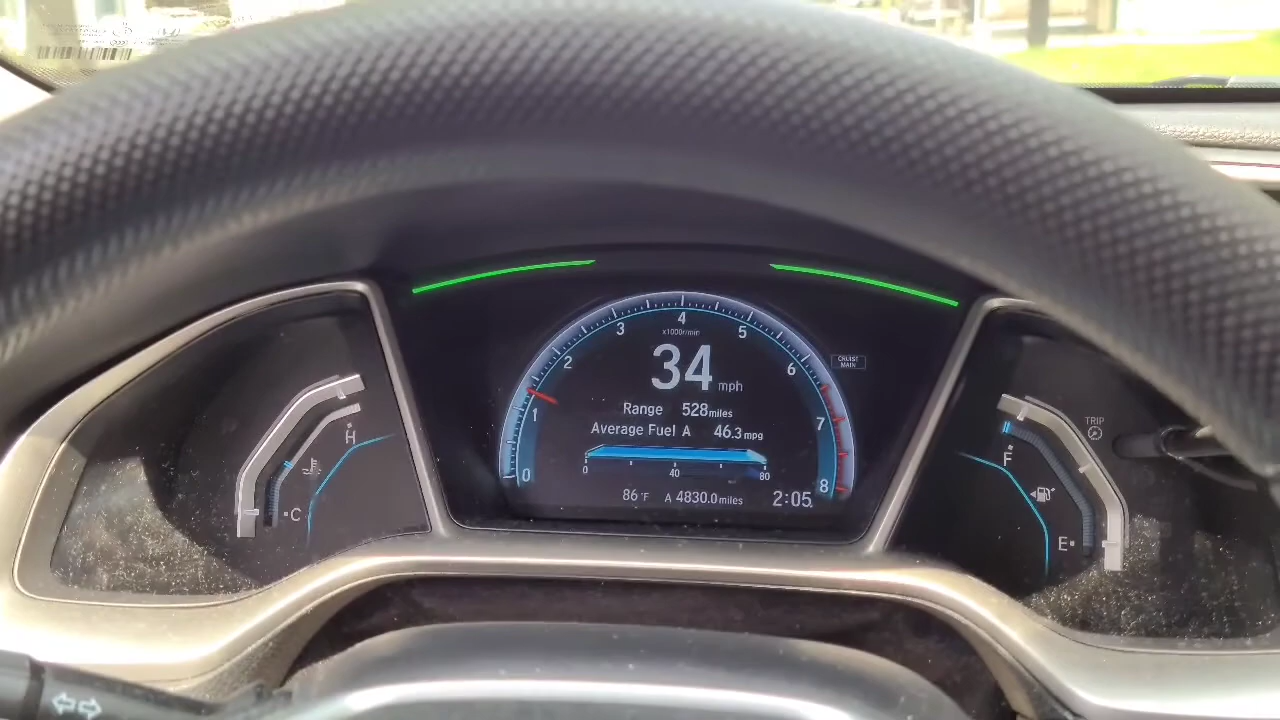 4
3
5
x1000r/min
2
34 mph
6
CRUISE
MAIN
1
Range 528 miles
7
Average Fuel A 46.3 mpg
0
0 40 80
8
86°F A 4830.0 miles 2:05
H
C
TRIP
F
E